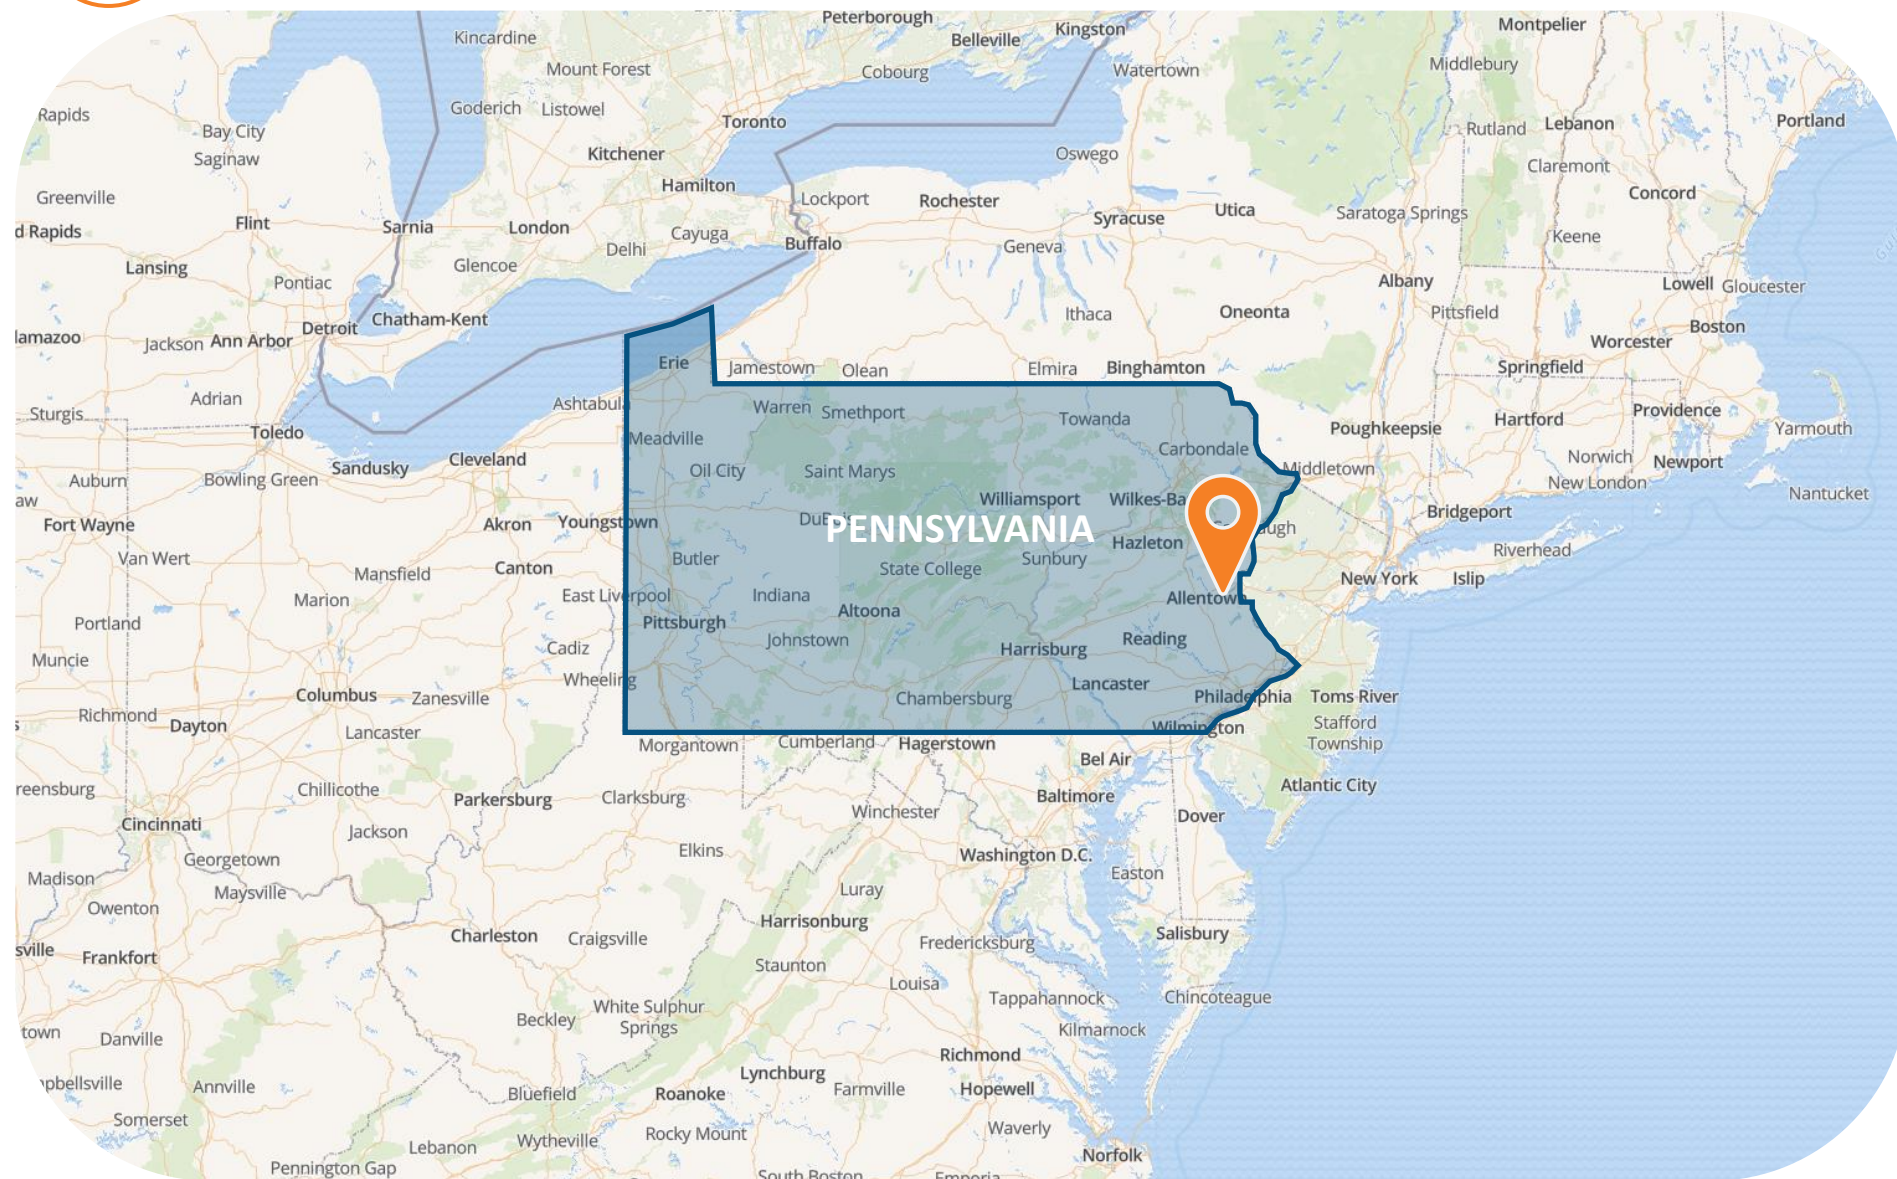 Peterborough
Montpelier
Kincardine
Belleville
Kingston
Mount Forest
Cobourg
Watertown
Middlebury
Rapids
Goderich
Listowel
Toronto
Portland
Bay City
Rutland
Lebanon
Saginaw
Kitchener
Oswego
Claremont
Greenville
Hamilton
Lockport
Rochester
Concord
Flint
Sarnia
London
Syracuse
Utica
Saratoga Springs
d Rapids
Delhi
Cayuga
Buffalo
Geneva
Keene
Lansing
Glencoe
Pontiac
Albany
Lowell
Gloucester
Detroit
Chatham-Kent
Ithaca
Oneonta
Pittsfield
Boston
lamazoo
Jackson
Ann Arbor
Worcester
Erie
Jamestown
Olean
Elmira
Binghamton
Springfield
Adrian
Ashtabula
Warren
Smethport
Towanda
Hartford
Providence
Sturgis
Toledo
Poughkeepsie
Yarmouth
Meadville
Carbondale
Cleveland
Sandusky
Oil City
Saint Marys
Middletown
Norwich
Newport
Auburn
Bowling Green
New London
Nantucket
aw
Williamsport
Wilkes-Ba
Bridgeport
Fort Wayne
Akron
Youngstown
DuBois
PENNSYLVANIA
augh
Hazleton
Riverhead
Van Wert
Butler
Sunbury
Mansfield
Canton
State College
New York
Islip
Marion
East Liverpool
Indiana
Altoona
Allentown
Portland
Pittsburgh
Johnstown
Reading
Muncie
Cadiz
Harrisburg
Wheeling
Lancaster
Columbus
Zanesville
Chambersburg
Philadelphia
Toms River
Richmond
Dayton
Lancaster
Wilmington
Stafford
Township
Morgantown
Cumberland
Hagerstown
Bel Air
reensburg
Chillicothe
Parkersburg
Clarksburg
Baltimore
Atlantic City
Winchester
Dover
Cincinnati
Jackson
Georgetown
Elkins
Washington D.C.
Madison
Maysville
Luray
Easton
Owenton
Harrisonburg
Charleston
Craigsville
Fredericksburg
Salisbury
sville
Frankfort
Staunton
Louisa
Tappahannock
Chincoteague
White Sulphur
Springs
Beckley
Kilmarnock
town
Danville
Richmond
Lynchburg
pbellsville
Annville
Bluefield
Roanoke
Farmville
Hopewell
Somerset
Waverly
Rocky Mount
Lebanon
Wytheville
Norfolk
Pennington Gap
South Boston
Emporia